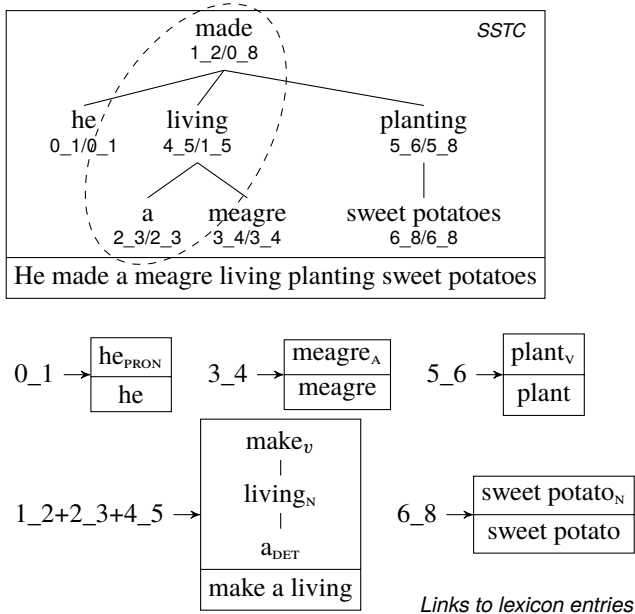 made
SSTC
1_2/0_8
he living planting
0_1/0_1 4_5/1_5 5_6/5_8
a meagre sweet potatoes
2_3/2_3 3_4/3_4 6_8/6_8
He made a meagre living planting sweet potatoes
0_1 he_PRON he
3_4 meagre_A meagre
5_6 plant_V plant
1_2+2_3+4_5 make_v living_N a_DET make a living
6_8 sweet potato_N sweet potato
Links to lexicon entries